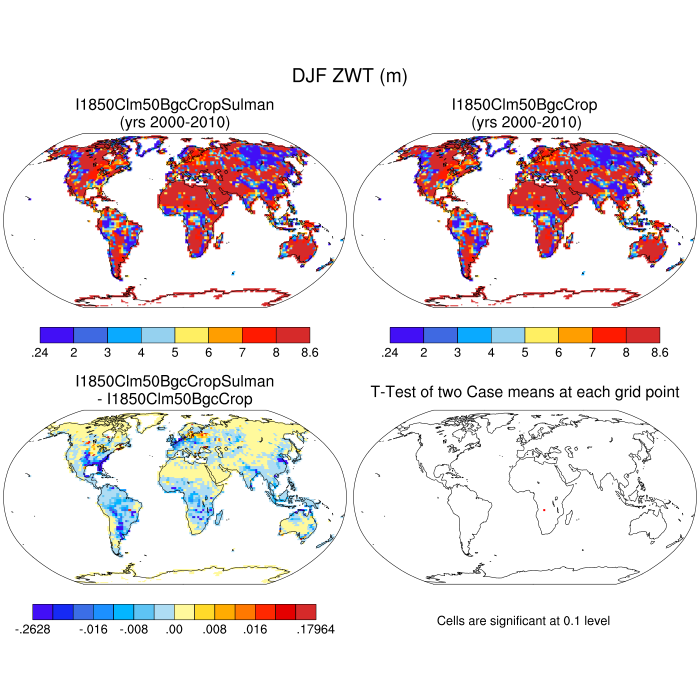 DJF ZWT (m)
I1850Clm50BgcCropSulman
(yrs 2000-2010)
I1850Clm50BgcCrop
(yrs 2000-2010)
.24 2 3 4 5 6 7 8 8.6
.24 2 3 4 5 6 7 8 8.6
I1850Clm50BgcCropSulman
- I1850Clm50BgcCrop
T-Test of two Case means at each grid point
-.2628 -.016 -.008 .00 .008 .016 .17964
Cells are significant at 0.1 level